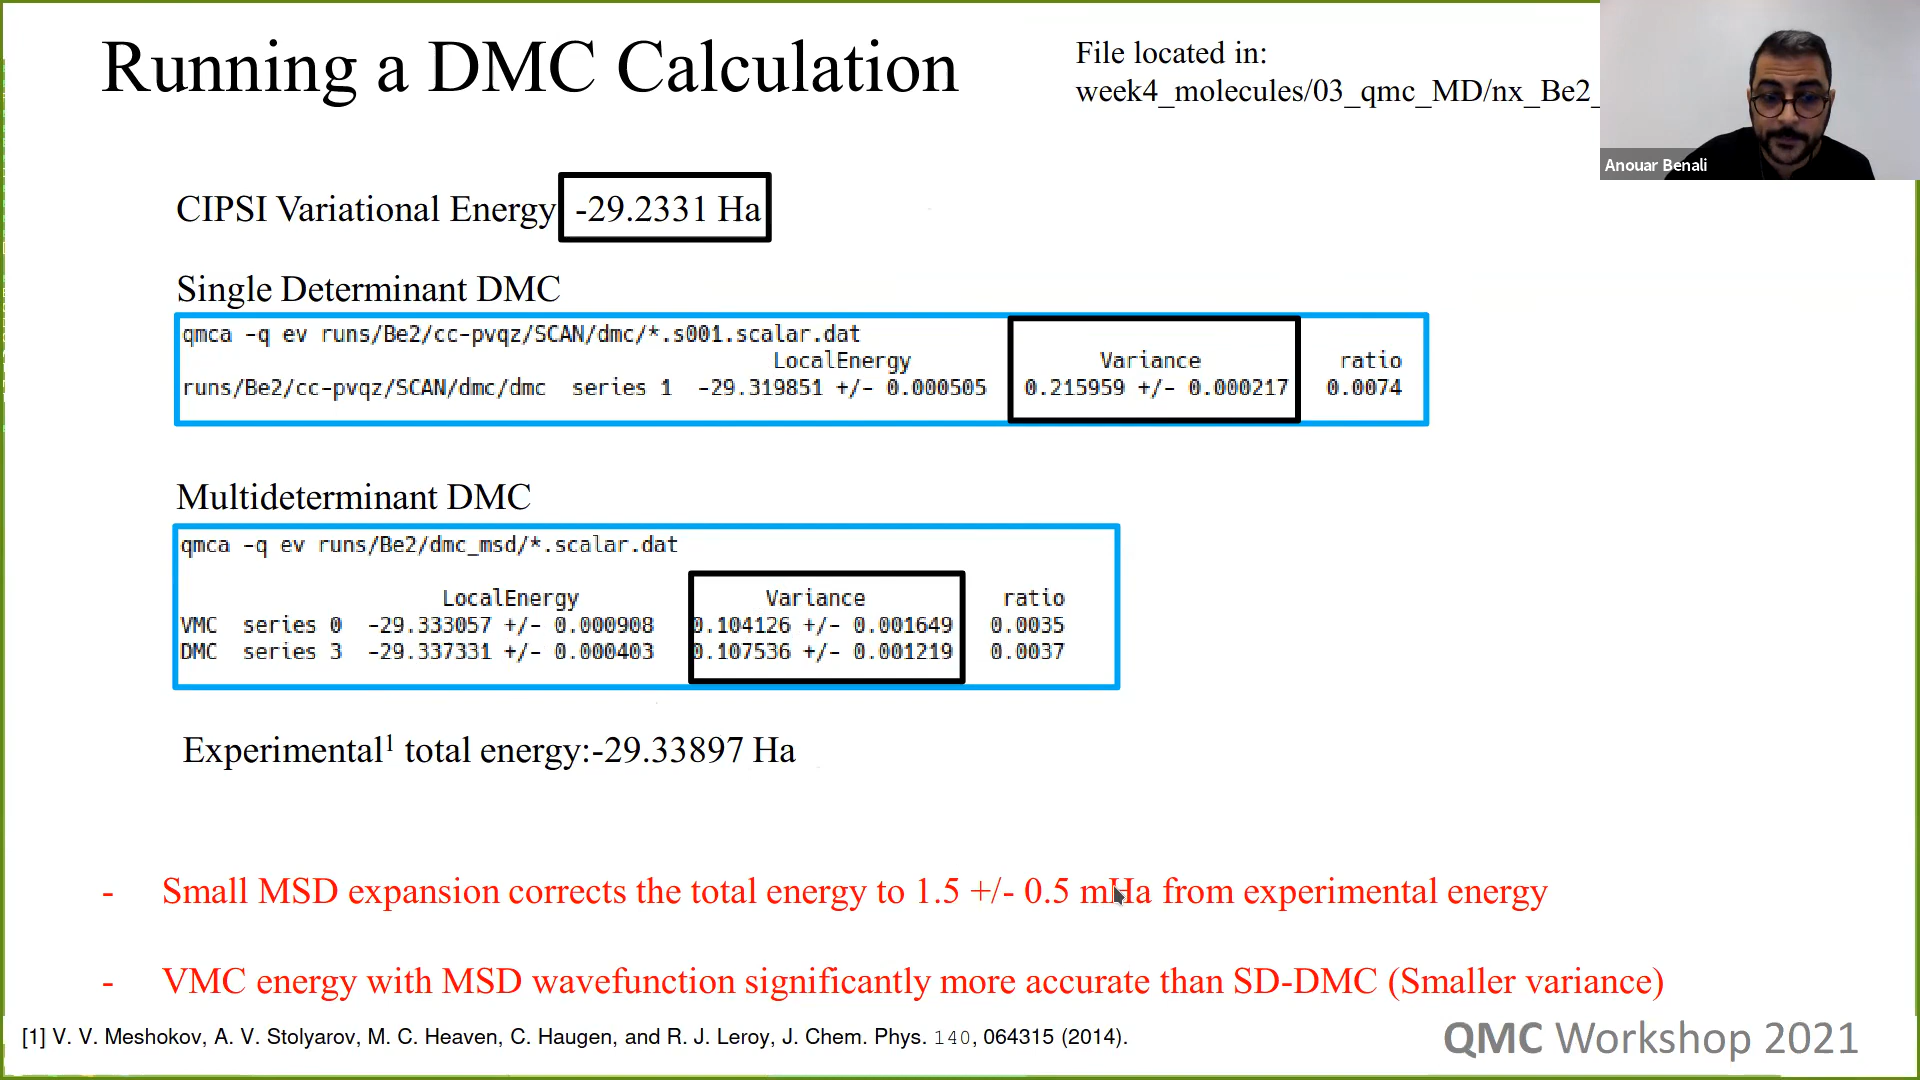 Running a DMC Calculation
File located in:
week4_molecules/03_qmc_MD/nx_Be2_
Anouar Benali
CIPSI Variational Energy -29.2331 Ha
Single Determinant DMC
qmca -q ev runs/Be2/cc-pvqz/SCAN/dmc/*.s001.scalar.dat
LocalEnergy Variance ratio
runs/Be2/cc-pvqz/SCAN/dmc/dmc series 1 -29.319851 +/- 0.000505 0.215959 +/- 0.000217 0.0074
Multideterminant DMC
qmca -q ev runs/Be2/dmc_msd/*.scalar.dat
LocalEnergy Variance ratio
VMC series 0 -29.333057 +/- 0.000908 0.104126 +/- 0.001649 0.0035
DMC series 3 -29.337331 +/- 0.000403 0.107536 +/- 0.001219 0.0037
Experimental¹ total energy:-29.33897 Ha
- Small MSD expansion corrects the total energy to 1.5 +/- 0.5 mHa from experimental energy
- VMC energy with MSD wavefunction significantly more accurate than SD-DMC (Smaller variance)
[1] V. V. Meshokov, A. V. Stolyarov, M. C. Heaven, C. Haugen, and R. J. Leroy, J. Chem. Phys. 140, 064315 (2014).
QMC Workshop 2021